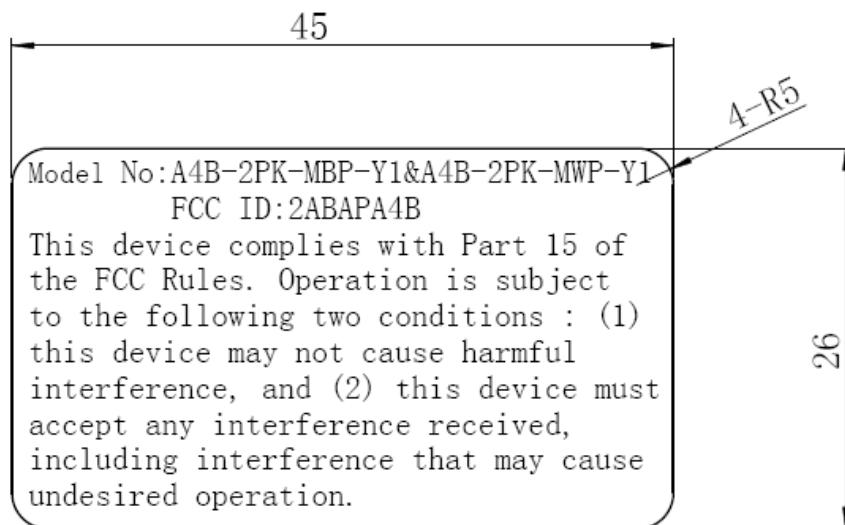 45
4-R5
Model No:A4B-2PK-MBP-Y1&A4B-2PK-MWP-Y1
FCC ID:2ABAPA4B
This device complies with Part 15 of
the FCC Rules. Operation is subject
to the following two conditions : (1)
this device may not cause harmful
interference, and (2) this device must
accept any interference received,
including interference that may cause
undesired operation.
26